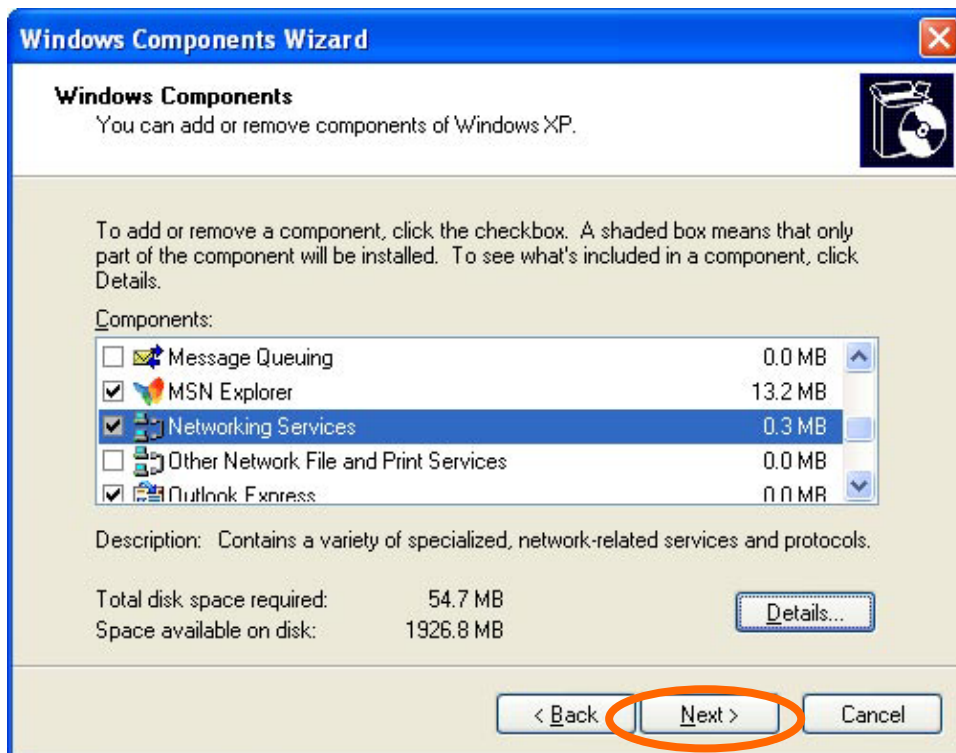 Windows Components Wizard
Windows Components
You can add or remove components of Windows XP.
To add or remove a component, click the checkbox. A shaded box means that only
part of the component will be installed. To see what's included in a component, click
Details.
Components:
Message Queuing 0.0 MB
MSN Explorer 13.2 MB
Networking Services 0.3 MB
Other Network File and Print Services 0.0 MB
Outlook Express 0.0 MB
Description: Contains a variety of specialized, network-related services and protocols.
Total disk space required: 54.7 MB
Space available on disk: 1926.8 MB
Details...
< Back Next > Cancel